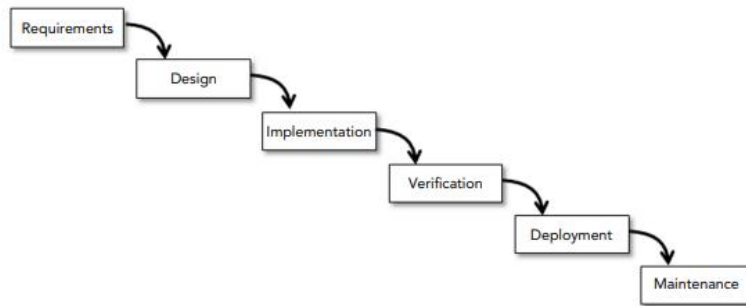 Requirements
Design
Implementation
Verification
Deployment
Maintenance